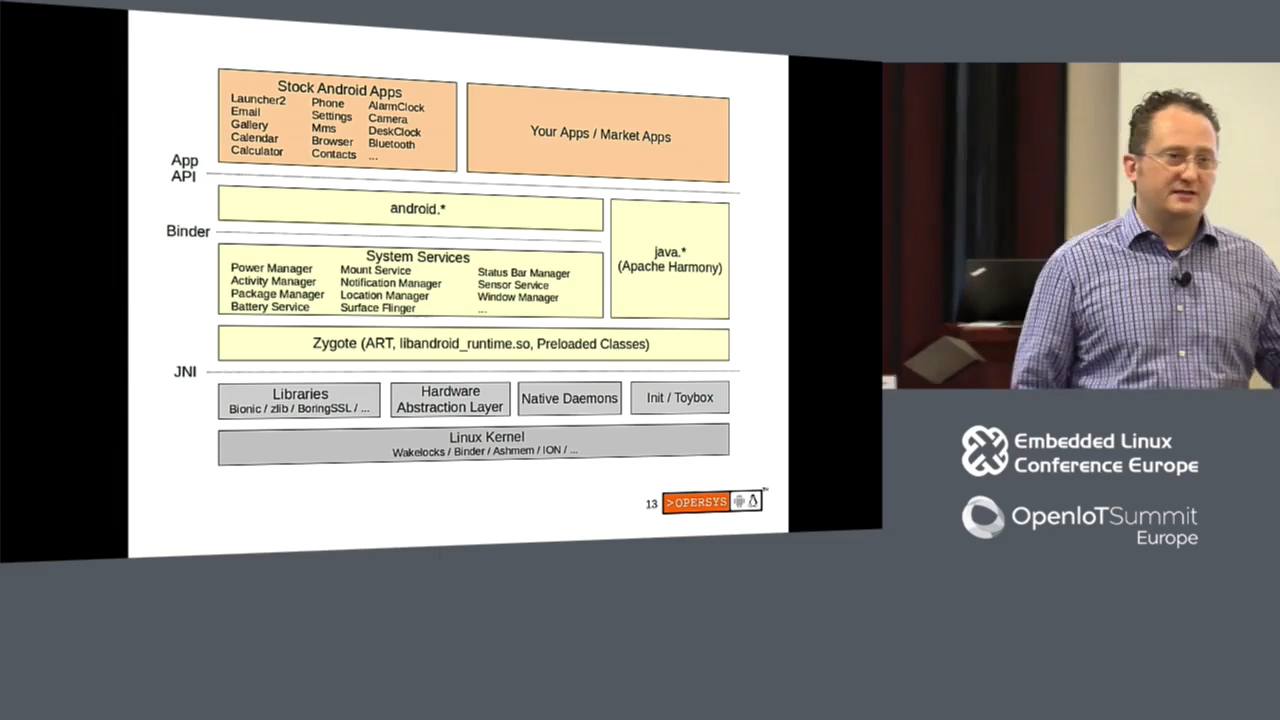 Stock Android Apps
Launcher2
Email
Gallery
Calendar
Calculator
Phone
Settings
Mms
Browser
Contacts
AlarmClock
Camera
DeskClock
Bluetooth
...
Your Apps / Market Apps
App
API
android.*
java.*
(Apache Harmony)
Binder
System Services
Power Manager
Activity Manager
Package Manager
Battery Service
Mount Service
Notification Manager
Location Manager
Surface Flinger
Status Bar Manager
Sensor Service
Window Manager
...
Zygote (ART, libandroid_runtime.so, Preloaded Classes)
JNI
Libraries
Bionic / zlib / BoringSSL / ...
Hardware
Abstraction Layer
Native Daemons
Init / Toybox
Linux Kernel
Wakelocks / Binder / Ashmem / ION / ...
13
>OPERSYS
TM
Embedded Linux
Conference Europe
OpenIoTSummit
Europe